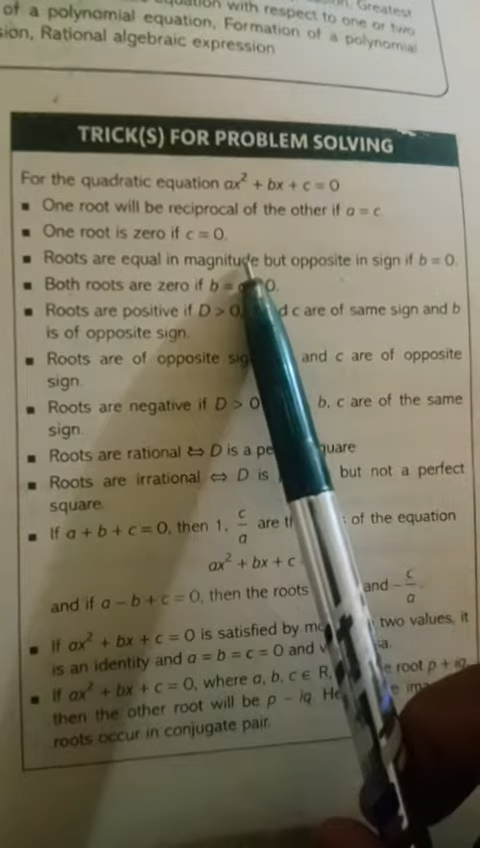 of a polynomial equation, Formation of a polynomial
sion, Rational algebraic expression
equation with respect to one or two
Greatest
TRICK(S) FOR PROBLEM SOLVING
For the quadratic equation ax² + bx + c = 0
▪ One root will be reciprocal of the other if a = c
▪ One root is zero if c = 0.
▪ Roots are equal in magnitude but opposite in sign if b = 0.
▪ Both roots are zero if b = 0.
▪ Roots are positive if D > 0, d c are of same sign and b
is of opposite sign.
▪ Roots are of opposite sig and c are of opposite
sign.
▪ Roots are negative if D > 0 b, c are of the same
sign.
▪ Roots are rational ⇔ D is a pe quare
▪ Roots are irrational ⇔ D is but not a perfect
square.
▪ If a + b + c = 0, then 1, c/a are of the equation
ax² + bx + c
and if a – b + c = 0, then the roots and – c/a.
▪ If ax² + bx + c = 0 is satisfied by two values, it
is an identity and a = b = c = 0 and
▪ If ax² + bx + c = 0, where a, b, c ∈ R, root p + iq
then the other root will be p – iq.
roots occur in conjugate pair.